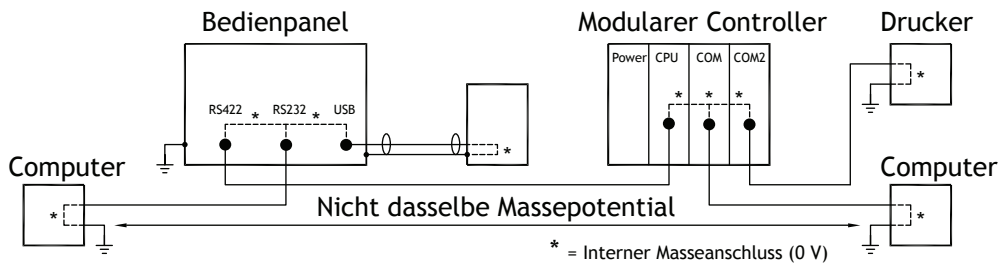 Bedienpanel
Modularer Controller
Drucker
Power CPU COM COM2
*
* * *
RS422 * RS232 * USB
*
Computer
Computer
*
*
Nicht dasselbe Massepotential
* = Interner Masseanschluss (0 V)